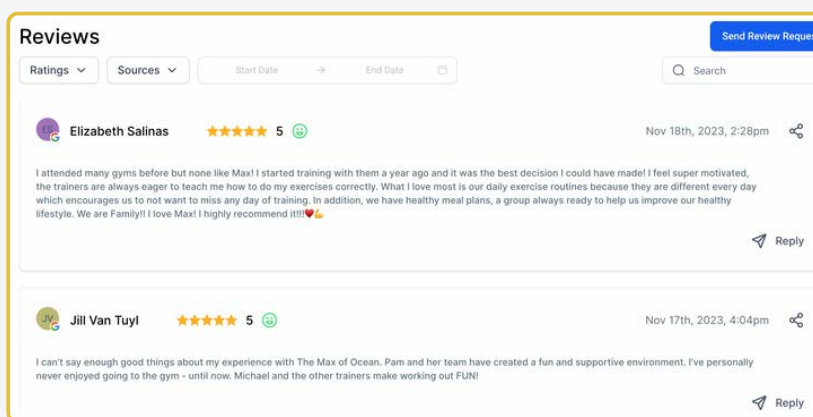 Reviews
Send Review Reque
Ratings
Sources
Start Date → End Date
Search
ES
Elizabeth Salinas
5
Nov 18th, 2023, 2:28pm
I attended many gyms before but none like Max! I started training with them a year ago and it was the best decision I could have made! I feel super motivated,
the trainers are always eager to teach me how to do my exercises correctly. What I love most is our daily exercise routines because they are different every day
which encourages us to not want to miss any day of training. In addition, we have healthy meal plans, a group always ready to help us improve our healthy
lifestyle. We are Family!! I love Max! I highly recommend it!!!❤️💪
Reply
JV
Jill Van Tuyl
5
Nov 17th, 2023, 4:04pm
I can't say enough good things about my experience with The Max of Ocean. Pam and her team have created a fun and supportive environment. I've personally
never enjoyed going to the gym - until now. Michael and the other trainers make working out FUN!
Reply